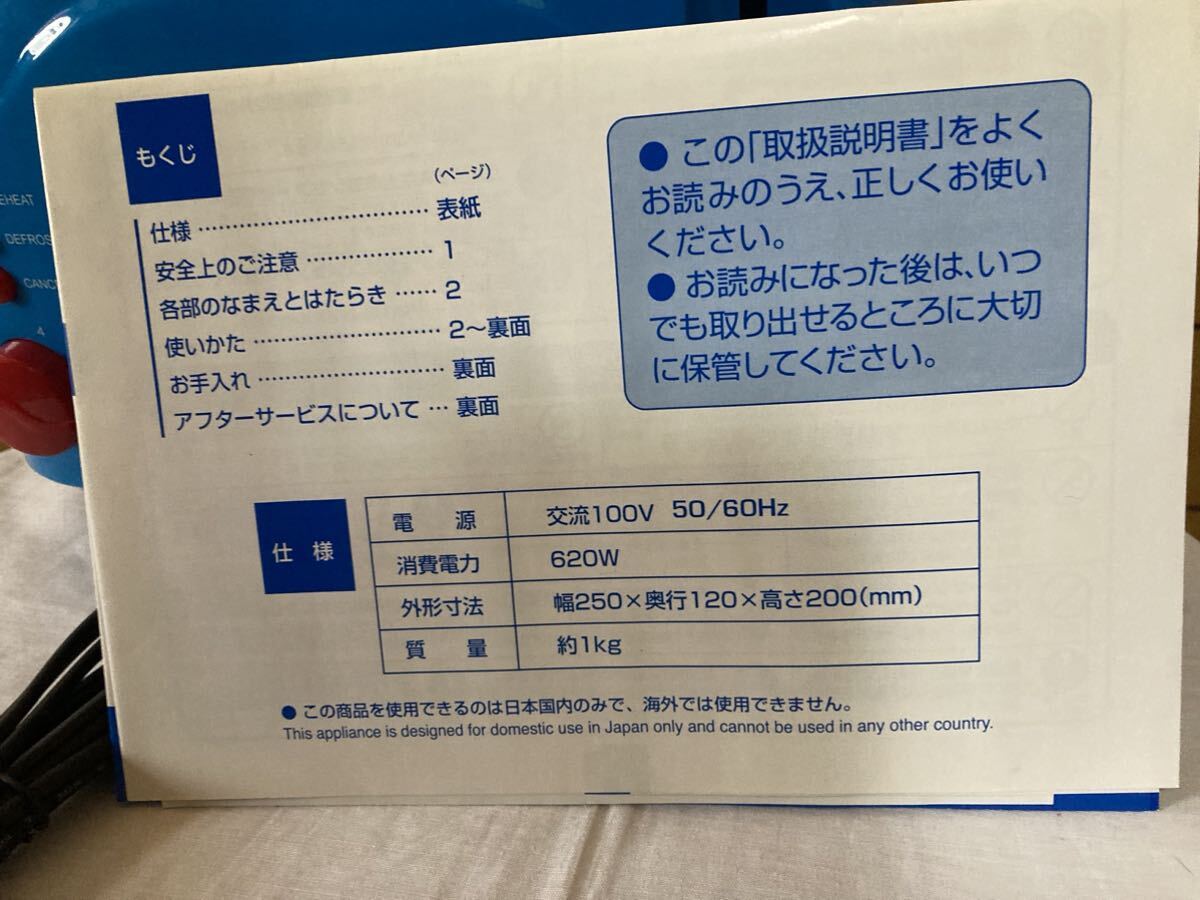 もくじ
(ページ)
仕様 …………………………… 表紙
安全上のご注意 ……………… 1
各部のなまえとはたらき …… 2
使いかた ……………………… 2〜裏面
お手入れ ……………………… 裏面
アフターサービスについて … 裏面
● この「取扱説明書」をよく
お読みのうえ、正しくお使い
ください。
● お読みになった後は、いつ
でも取り出せるところに大切
に保管してください。
仕 様
電 源 交流100V 50/60Hz
消費電力 620W
外形寸法 幅250×奥行120×高さ200(mm)
質 量 約1kg
● この商品を使用できるのは日本国内のみで、海外では使用できません。
This appliance is designed for domestic use in Japan only and cannot be used in any other country.
EHEAT
DEFROS
CANC
4